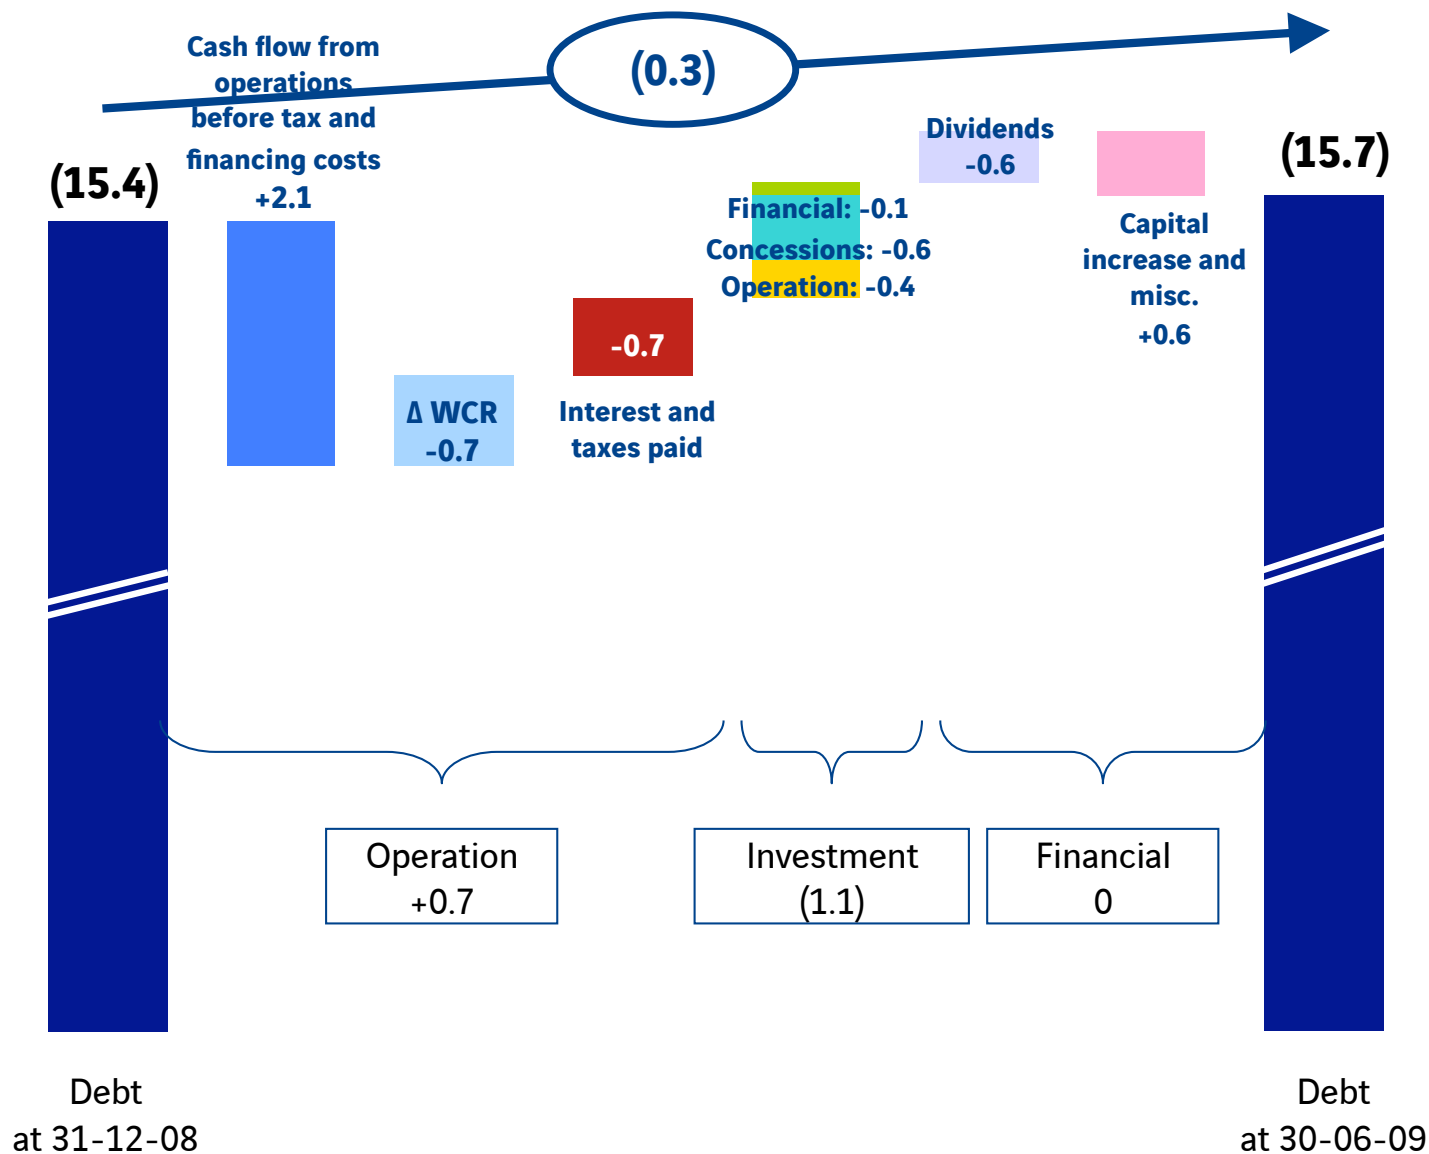 Cash flow from
operations
before tax and
financing costs
+2.1
(0.3)
(15.4)
Δ WCR
-0.7
-0.7
Interest and
taxes paid
Financial: -0.1
Concessions: -0.6
Operation: -0.4
Dividends
-0.6
Capital
increase and
misc.
+0.6
(15.7)
Operation
+0.7
Investment
(1.1)
Financial
0
Debt
at 31-12-08
Debt
at 30-06-09